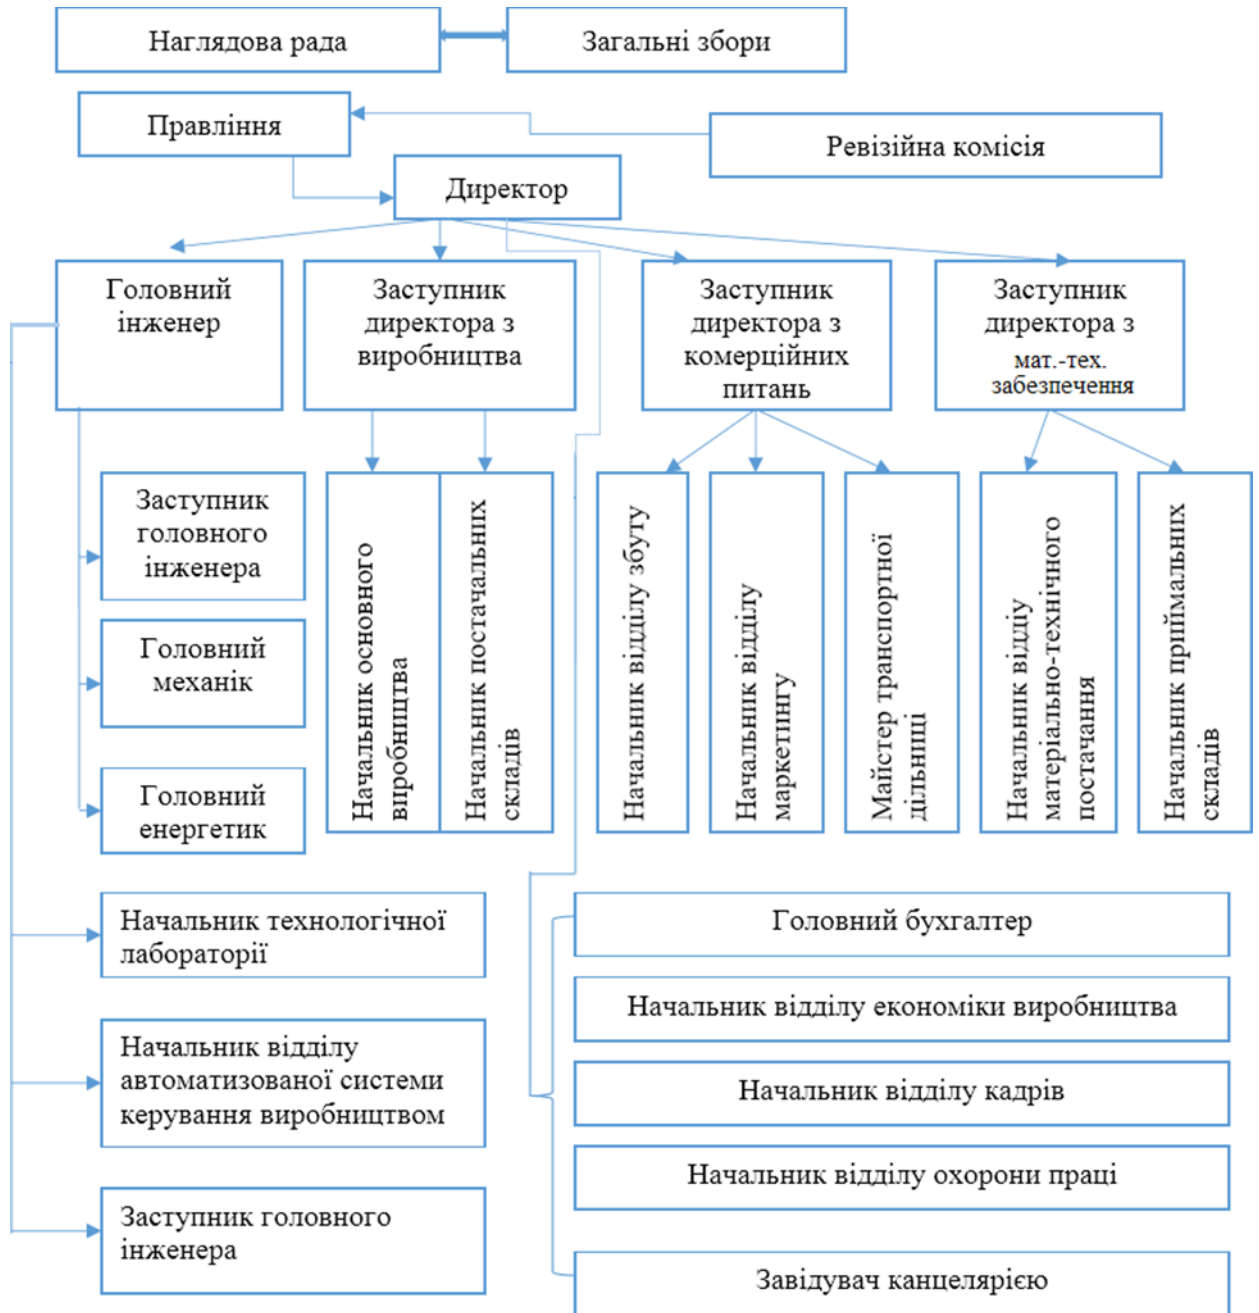 Наглядова рада
Загальні збори
Правління
Ревізійна комісія
Директор
Головний
інженер
Заступник
директора з
виробництва
Заступник
директора з
комерційних
питань
Заступник
директора з
мат.-тех.
забезпечення
Заступник
головного
інженера
Головний
механік
Головний
енергетик
Начальник основного
виробництва
Начальник постачальних
складів
Начальник відділу збуту
Начальник відділу
маркетингу
Майстер транспортної
дільниці
Начальник відділу
матеріально-технічного
постачання
Начальник приймальних
складів
Начальник технологічної
лабораторії
Начальник відділу
автоматизованої системи
керування виробництвом
Заступник головного
інженера
Головний бухгалтер
Начальник відділу економіки виробництва
Начальник відділу кадрів
Начальник відділу охорони праці
Завідувач канцелярією